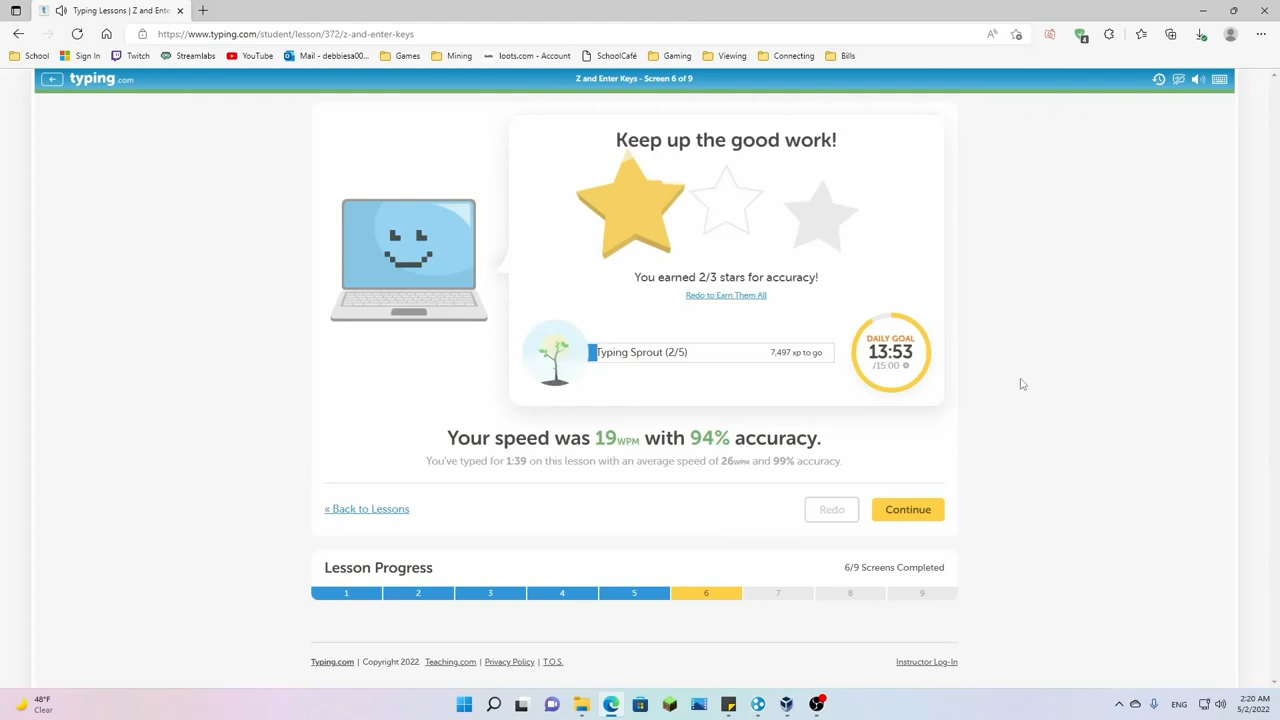 Typing Lessons | Z and Ente
https://www.typing.com/student/lesson/372/z-and-enter-keys
School Sign In Twitch Streamlabs YouTube Mail - debbiesa00... Games Mining loots.com - Account SchoolCafé Gaming Viewing Connecting Bills
typing.com Z and Enter Keys - Screen 6 of 9
Keep up the good work!
You earned 2/3 stars for accuracy!
Redo to Earn Them All
Typing Sprout (2/5) 7,497 xp to go
DAILY GOAL
13:53
/15:00
Your speed was 19WPM with 94% accuracy.
You've typed for 1:39 on this lesson with an average speed of 26WPM and 99% accuracy.
« Back to Lessons Redo Continue
Lesson Progress 6/9 Screens Completed
1 2 3 4 5 6 7 8 9
Typing.com | Copyright 2022 Teaching.com | Privacy Policy | T.O.S. Instructor Log-In
48°F
Clear
ENG
2:20 AM
5/2/2022